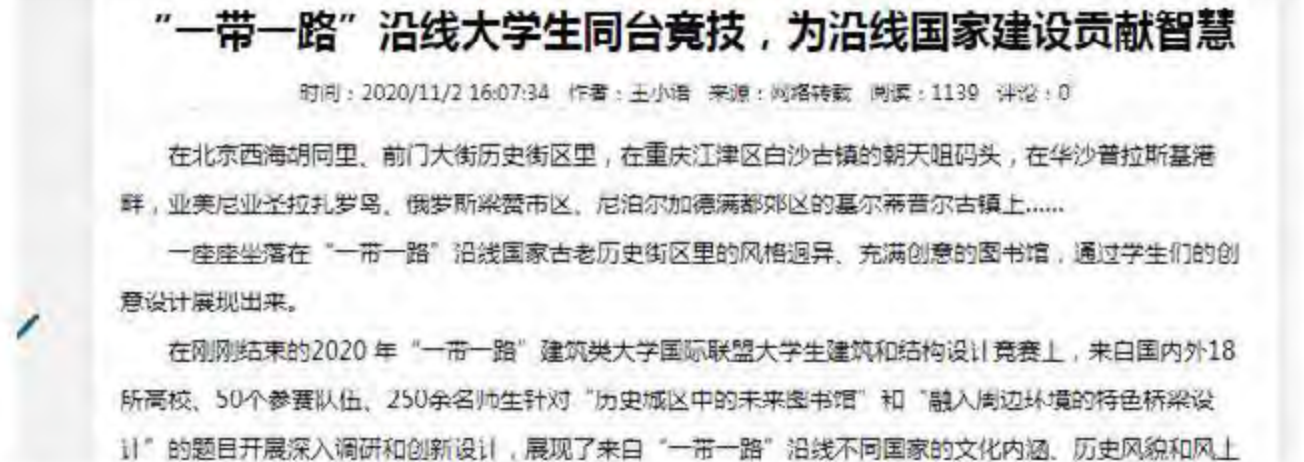 “一带一路”沿线大学生同台竞技，为沿线国家建设贡献智慧
时间：2020/11/2 16:07:34 作者：王小语 来源：网络转载 阅读：1139 评论：0
在北京西海胡同里、前门大街历史街区里，在重庆江津区白沙古镇的朝天咀码头，在华沙普拉斯基港
畔，亚美尼亚圣拉扎罗岛、俄罗斯梁赞市区、尼泊尔加德满都郊区的基尔蒂普尔古镇上……
一座座坐落在“一带一路”沿线国家古老历史街区里的风格迥异、充满创意的图书馆，通过学生们的创
意设计展现出来。
在刚刚结束的2020 年“一带一路”建筑类大学国际联盟大学生建筑和结构设计竞赛上，来自国内外18
所高校、50个参赛队伍、250余名师生针对“历史城区中的未来图书馆”和“融入周边环境的特色桥梁设
计”的题目开展深入调研和创新设计，展现了来自“一带一路”沿线不同国家的文化内涵、历史风貌和风土